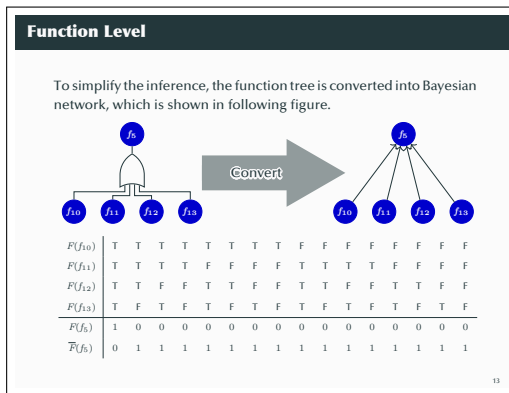 Function Level
To simplify the inference, the function tree is converted into Bayesian
network, which is shown in following figure.
f5 f5
Convert
f10 f11 f12 f13 f10 f11 f12 f13
F(f10) T T T T T T T T F F F F F F F F
F(f11) T T T T F F F F T T T T F F F F
F(f12) T T F F T T F F T T F F T T F F
F(f13) T F T F T F T F T F T F T F T F
F(f5) 1 0 0 0 0 0 0 0 0 0 0 0 0 0 0 0
F̅(f5) 0 1 1 1 1 1 1 1 1 1 1 1 1 1 1 1
13